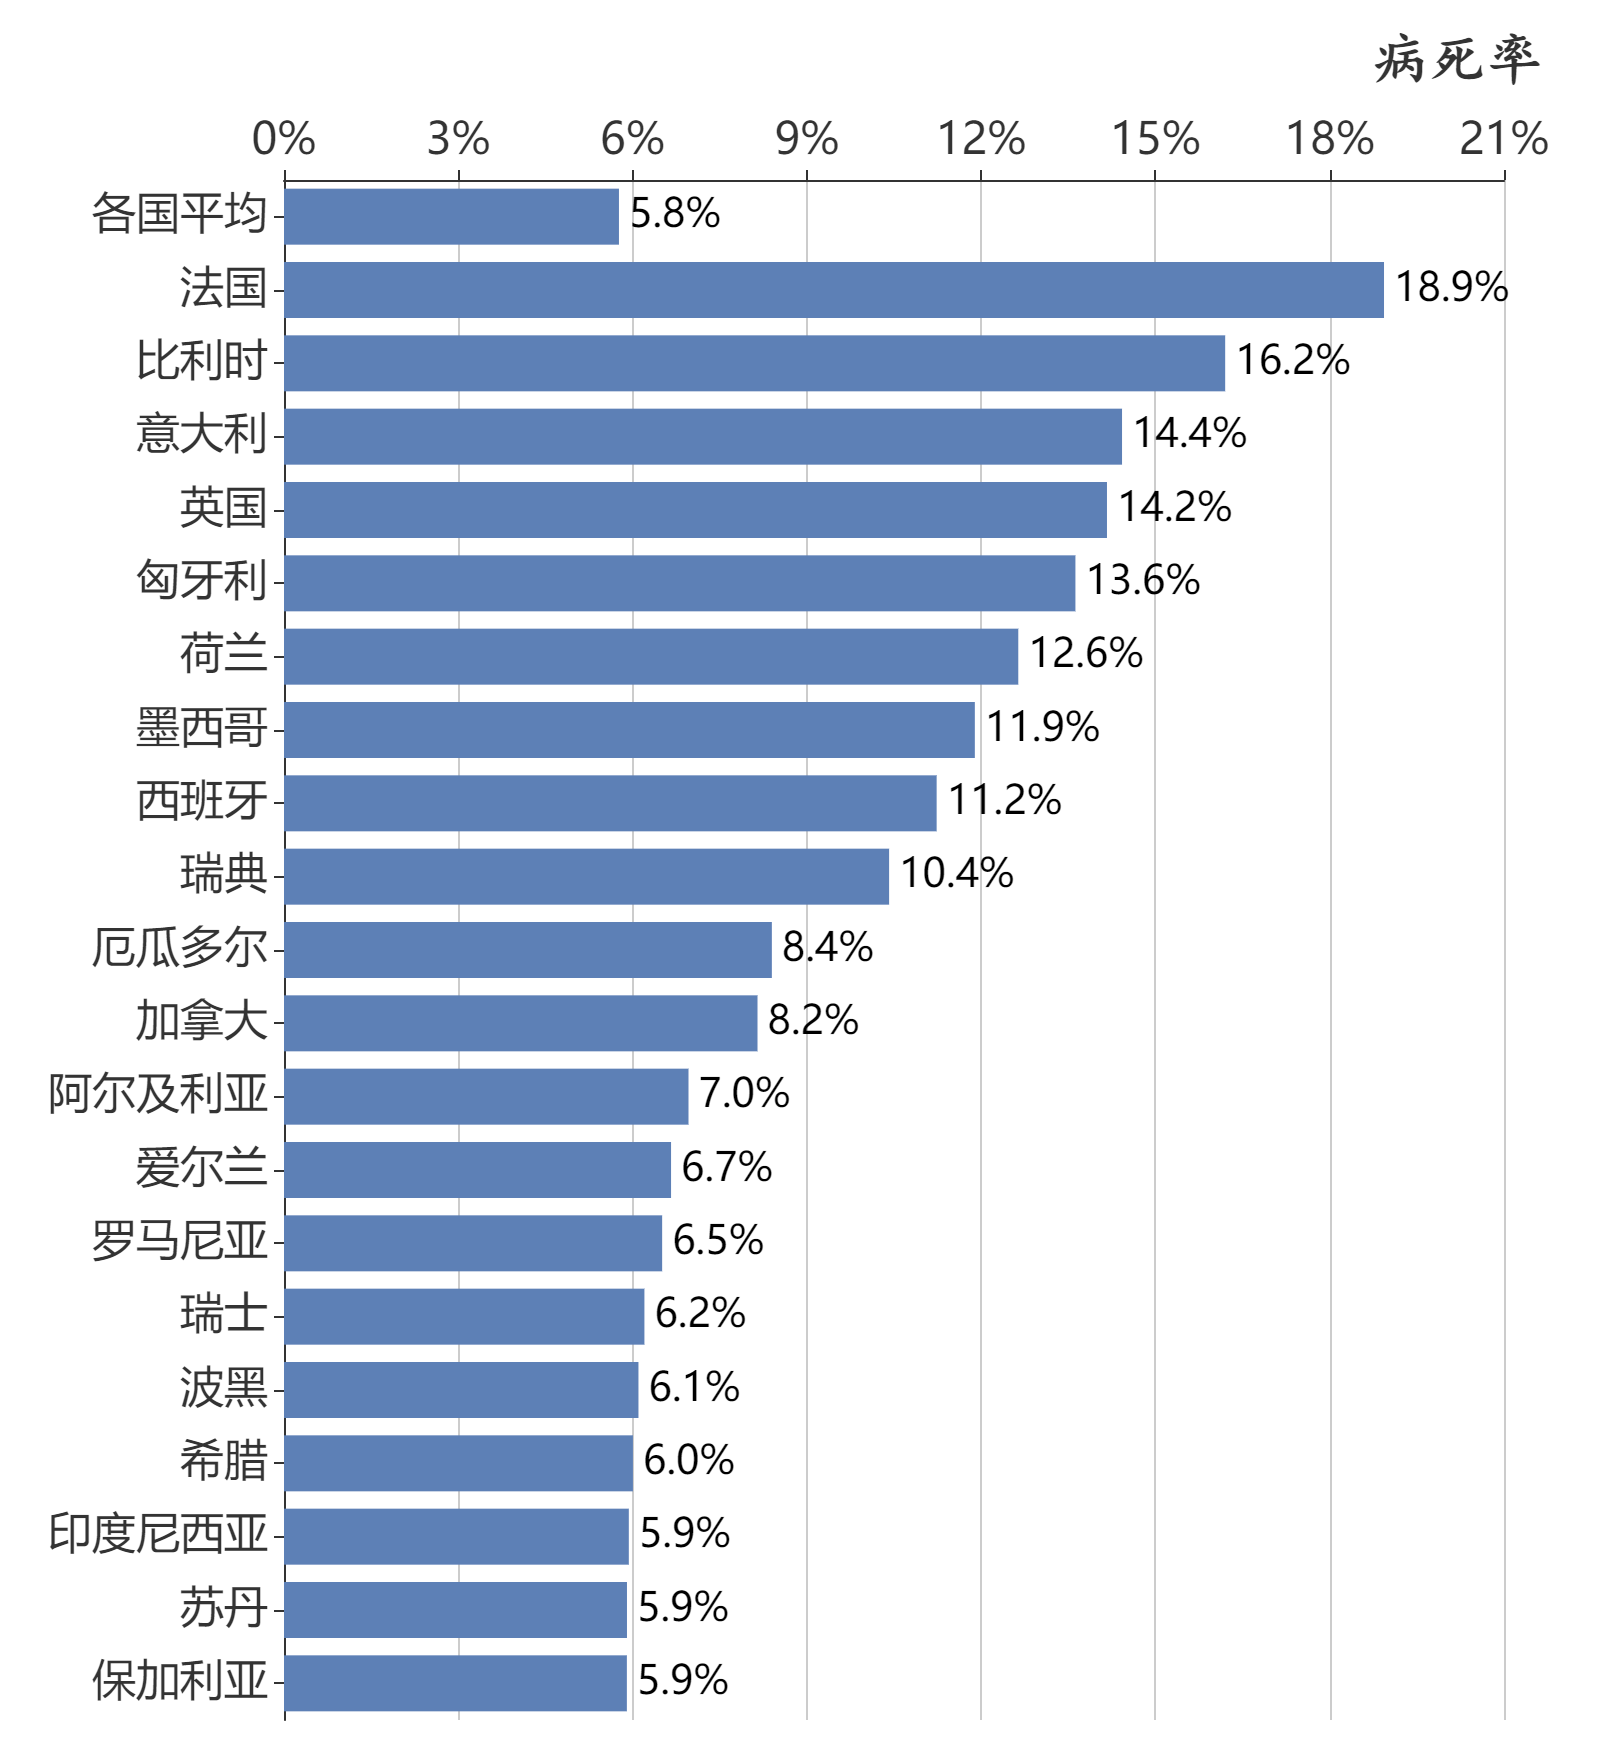 病死率
0% 3% 6% 9% 12% 15% 18% 21%
各国平均 5.8%
法国 18.9%
比利时 16.2%
意大利 14.4%
英国 14.2%
匈牙利 13.6%
荷兰 12.6%
墨西哥 11.9%
西班牙 11.2%
瑞典 10.4%
厄瓜多尔 8.4%
加拿大 8.2%
阿尔及利亚 7.0%
爱尔兰 6.7%
罗马尼亚 6.5%
瑞士 6.2%
波黑 6.1%
希腊 6.0%
印度尼西亚 5.9%
苏丹 5.9%
保加利亚 5.9%